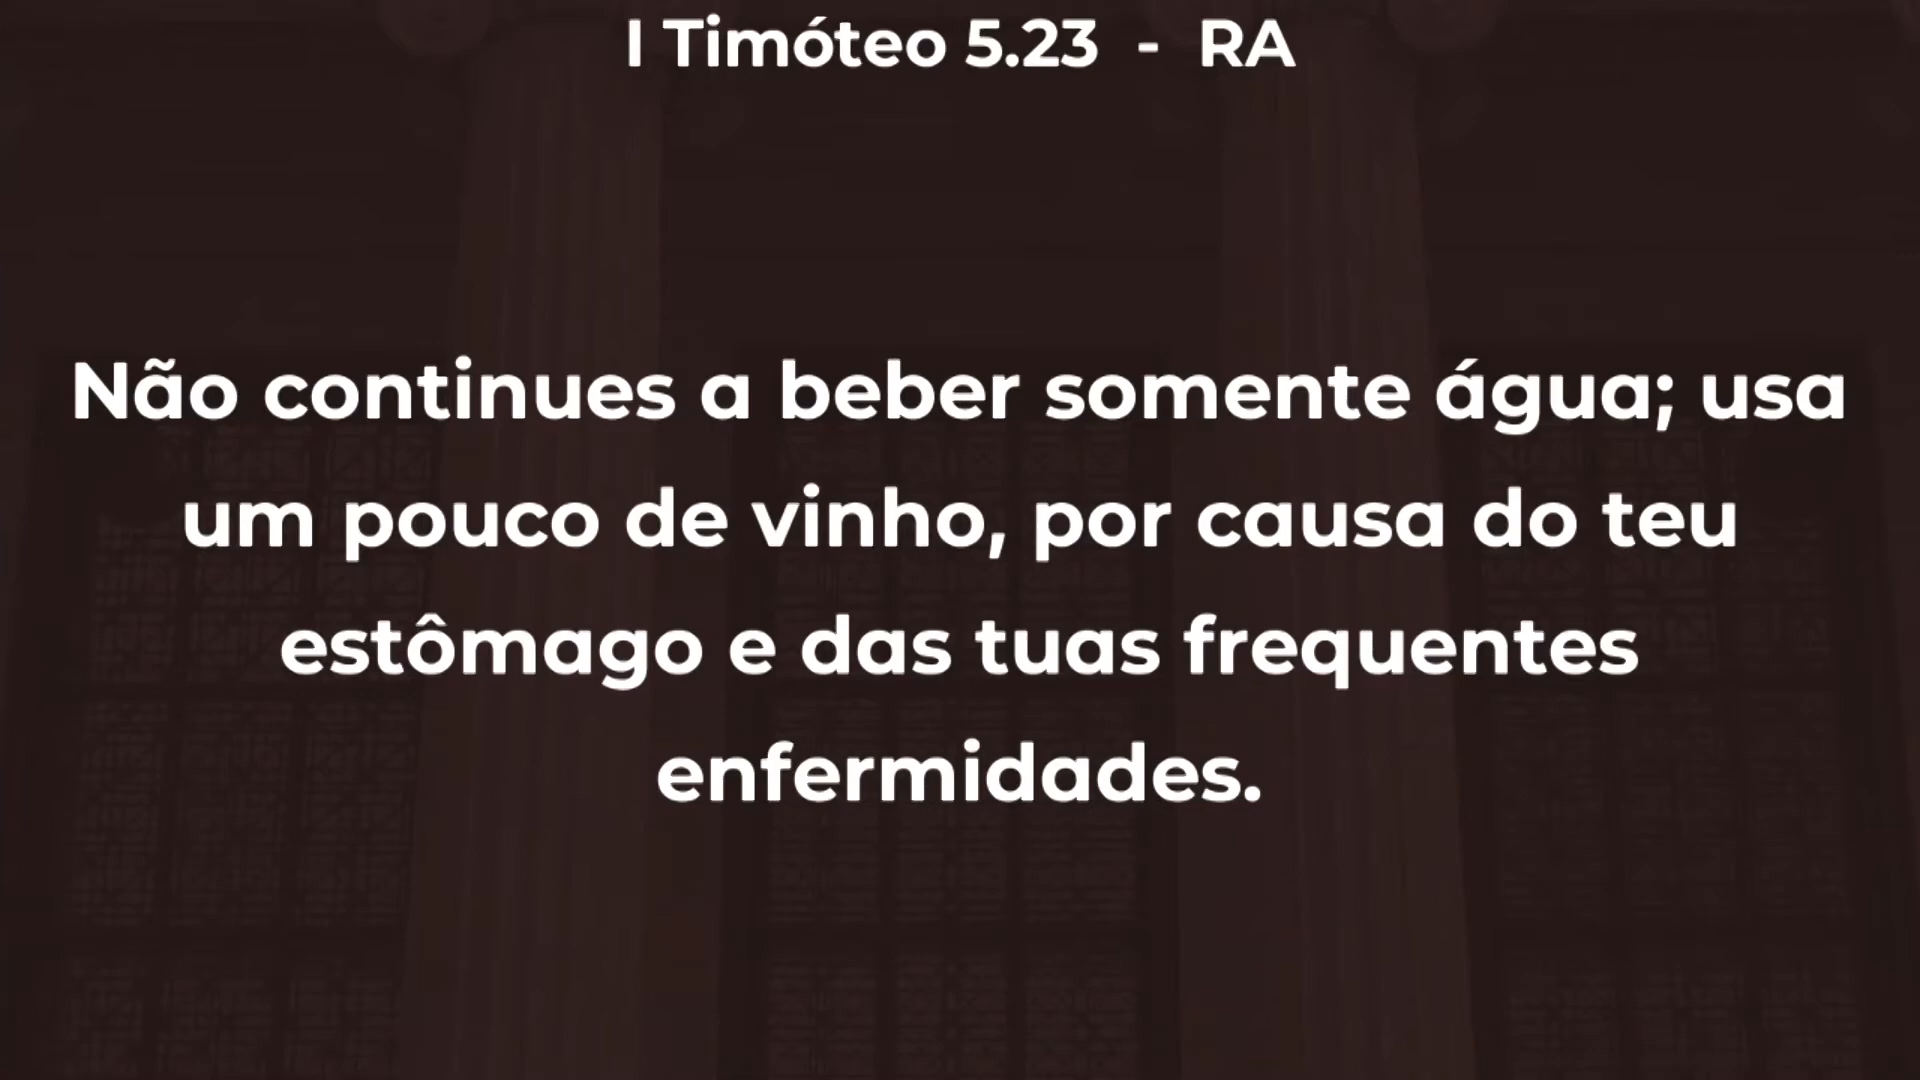 I Timóteo 5.23 - RA
Não continues a beber somente água; usa
um pouco de vinho, por causa do teu
estômago e das tuas frequentes
enfermidades.